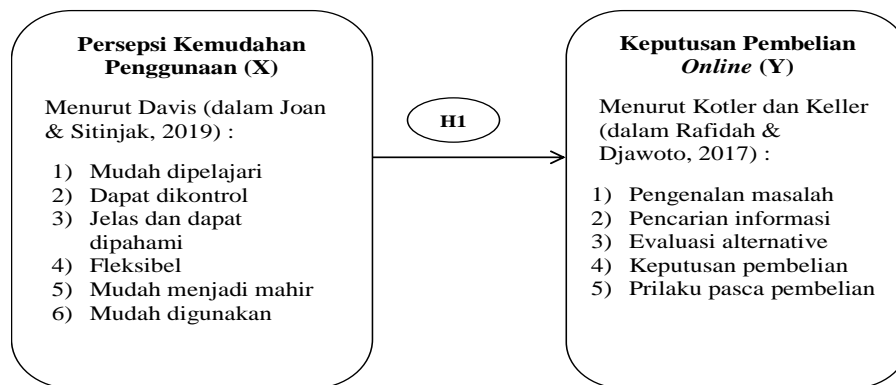 Persepsi Kemudahan
Penggunaan (X)
Menurut Davis (dalam Joan
& Sitinjak, 2019) :
1) Mudah dipelajari
2) Dapat dikontrol
3) Jelas dan dapat
dipahami
4) Fleksibel
5) Mudah menjadi mahir
6) Mudah digunakan
H1
Keputusan Pembelian
Online (Y)
Menurut Kotler dan Keller
(dalam Rafidah &
Djawoto, 2017) :
1) Pengenalan masalah
2) Pencarian informasi
3) Evaluasi alternative
4) Keputusan pembelian
5) Prilaku pasca pembelian